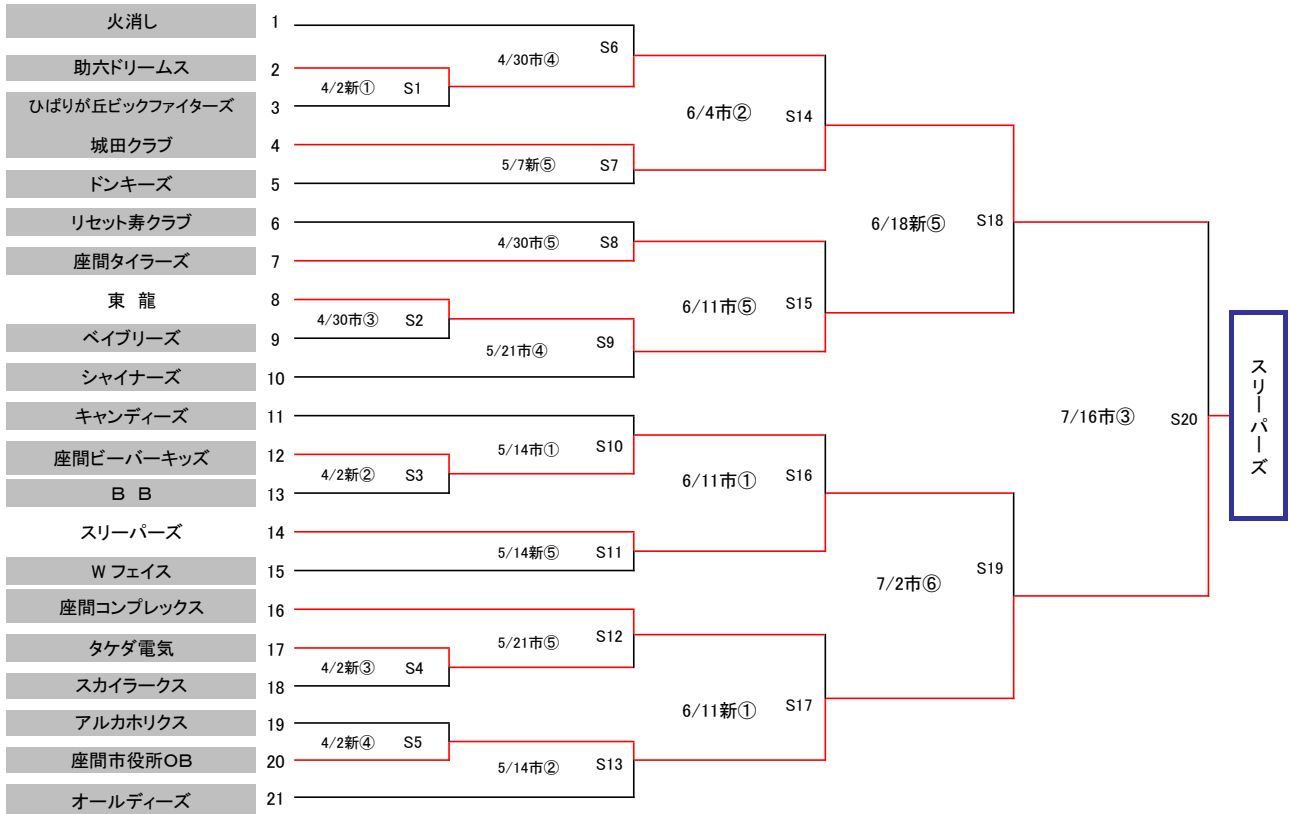 火消し 1
助六ドリームス 2
ひばりが丘ビックファイターズ 3
城田クラブ 4
ドンキーズ 5
リセット寿クラブ 6
座間タイラーズ 7
東 龍 8
ベイブリーズ 9
シャイナーズ 10
キャンディーズ 11
座間ビーバーキッズ 12
B B 13
スリーパーズ 14
W フェイス 15
座間コンプレックス 16
タケダ電気 17
スカイラークス 18
アルカホリクス 19
座間市役所OB 20
オールディーズ 21
4/2新① S1
4/30市③ S2
4/2新② S3
4/2新③ S4
4/2新④ S5
4/30市④ S6
5/7新⑤ S7
4/30市⑤ S8
5/21市④ S9
5/14市① S10
5/14新⑤ S11
5/21市⑤ S12
5/14市② S13
6/4市② S14
6/11市⑤ S15
6/11市① S16
6/11新① S17
6/18新⑤ S18
7/2市⑥ S19
7/16市③ S20
スリーパーズ